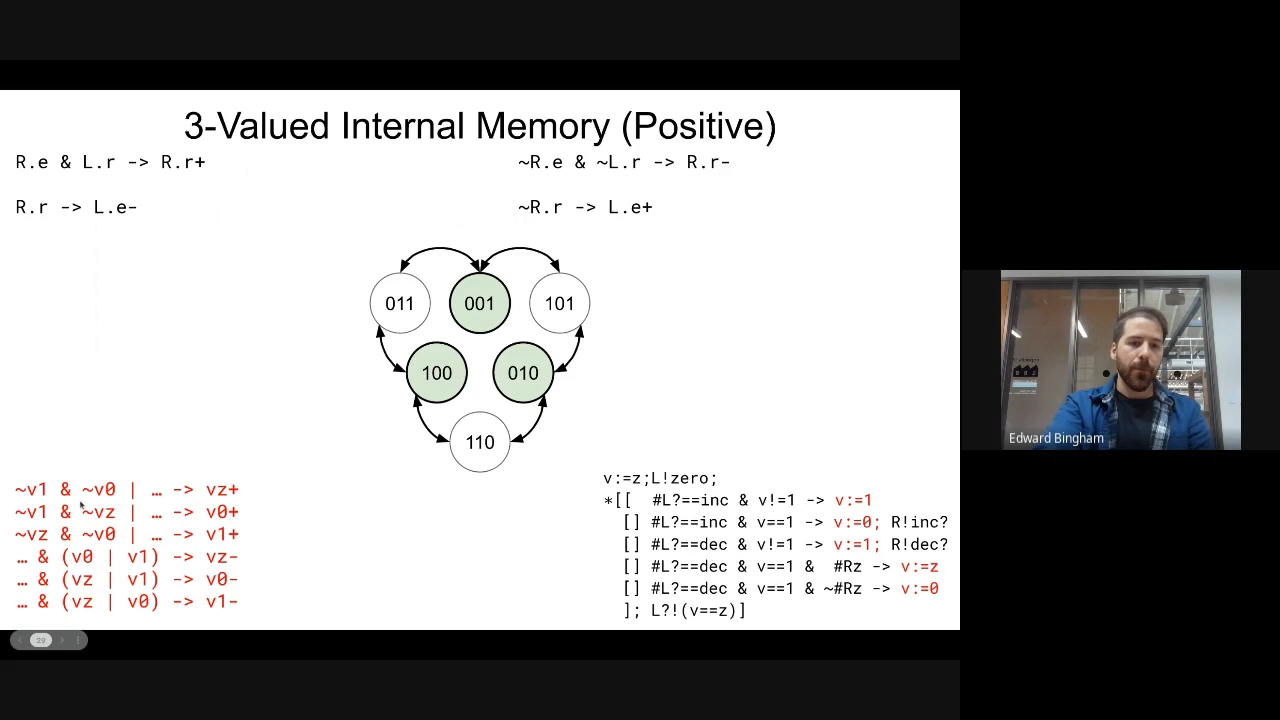 3-Valued Internal Memory (Positive)
R.e & L.r -> R.r+
~R.e & ~L.r -> R.r-
R.r -> L.e-
~R.r -> L.e+
011
001
101
100
010
110
~v1 & ~v0 | … -> vz+
~v1 & ~vz | … -> v0+
~vz & ~v0 | … -> v1+
… & (v0 | v1) -> vz-
… & (vz | v1) -> v0-
… & (vz | v0) -> v1-
v:=z;L!zero;
*[[ #L?==inc & v!=1 -> v:=1
[] #L?==inc & v==1 -> v:=0; R!inc?
[] #L?==dec & v!=1 -> v:=1; R!dec?
[] #L?==dec & v==1 & #Rz -> v:=z
[] #L?==dec & v==1 & ~#Rz -> v:=0
]; L?!(v==z)]
29
Edward Bingham